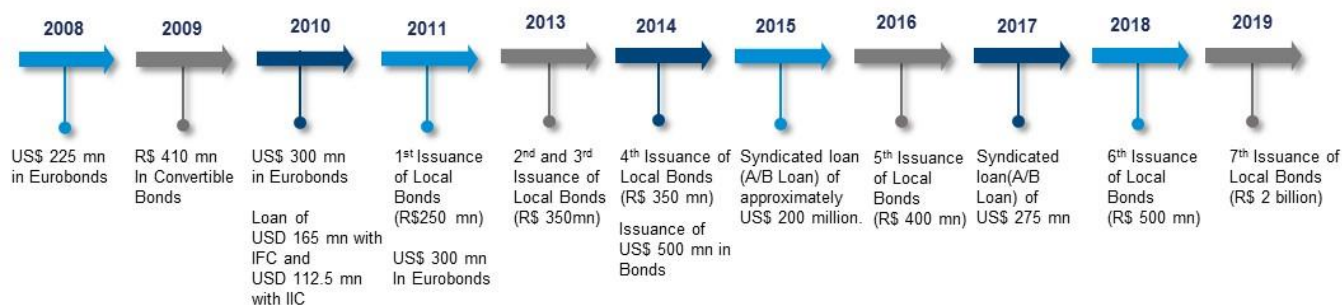 2008
US$ 225 mn
in Eurobonds
2009
R$ 410 mn
In Convertible
Bonds
2010
US$ 300 mn
in Eurobonds
Loan of
USD 165 mn with
IFC and
USD 112.5 mn
with IIC
2011
1st Issuance of
Local Bonds
(R$250 mn)
US$ 300 mn
In Eurobonds
2013
2nd and 3rd
Issuance of
Local Bonds
(R$ 350mn)
2014
4th Issuance of
Local Bonds
(R$ 350 mn)
Issuance of
US$ 500 mn in
Bonds
2015
Syndicated loan
(A/B Loan) of
approximately
US$ 200 million.
2016
5th Issuance
of Local
Bonds
(R$ 400 mn)
2017
Syndicated
loan(A/B
Loan) of
US$ 275 mn
2018
6th Issuance
of Local
Bonds
(R$ 500 mn)
2019
7th Issuance of
Local Bonds
(R$ 2 billion)